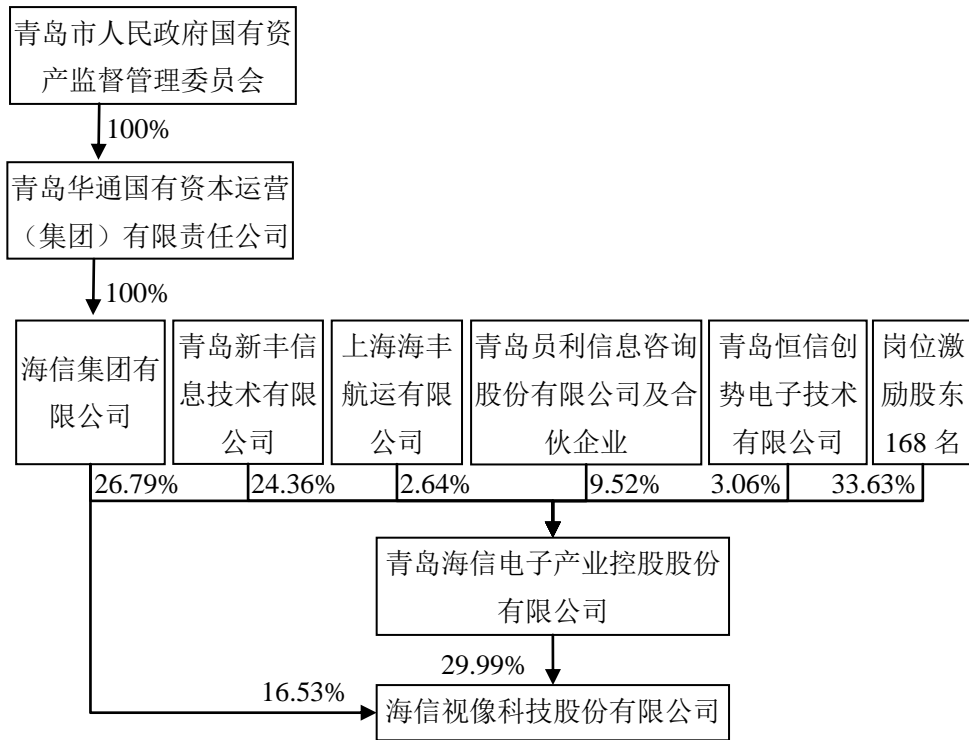 青岛市人民政府国有资
产监督管理委员会
100%
青岛华通国有资本运营
（集团）有限责任公司
100%
海信集团有
限公司
青岛新丰信
息技术有限
公司
上海海丰
航运有限
公司
青岛员利信息咨询
股份有限公司及合
伙企业
青岛恒信创
势电子技术
有限公司
岗位激
励股东
168 名
26.79%
24.36%
2.64%
9.52%
3.06%
33.63%
青岛海信电子产业控股股份
有限公司
29.99%
16.53%
海信视像科技股份有限公司